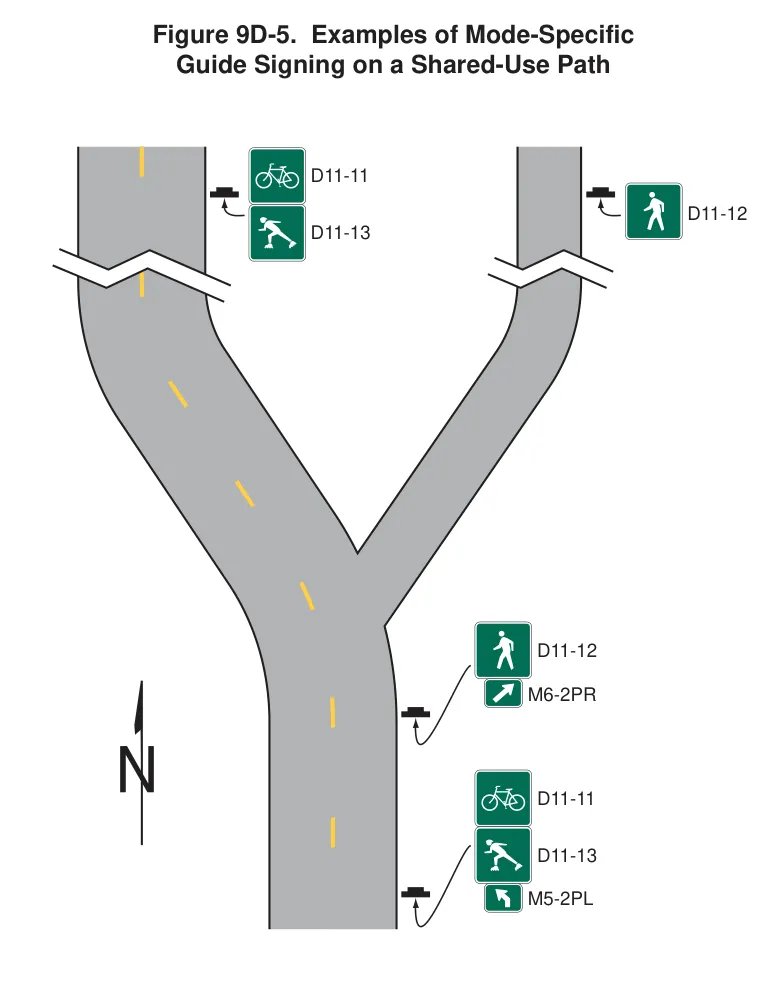 Figure 9D-5. Examples of Mode-Specific
Guide Signing on a Shared-Use Path
D11-11
D11-13
D11-12
D11-12
M6-2PR
N
D11-11
D11-13
M5-2PL